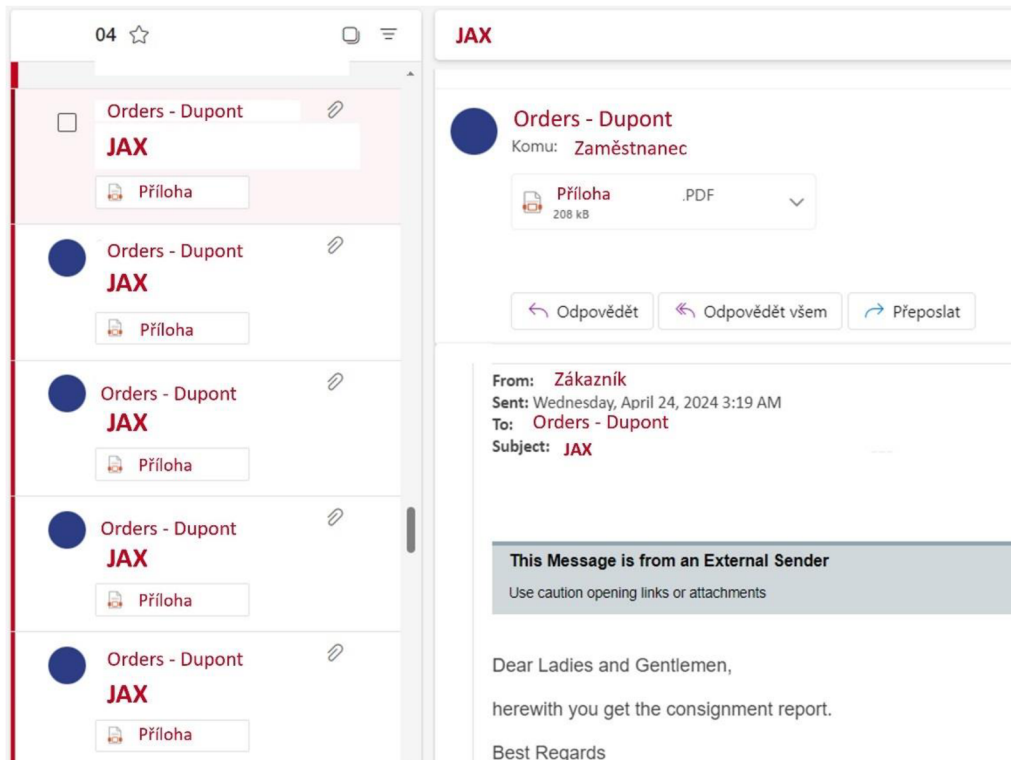 04
Orders - Dupont
JAX
Příloha
Orders - Dupont
JAX
Příloha
Orders - Dupont
JAX
Příloha
Orders - Dupont
JAX
Příloha
Orders - Dupont
JAX
Příloha
JAX
Orders - Dupont
Komu: Zaměstnanec
Příloha .PDF
208 kB
Odpovědět Odpovědět všem Přeposlat
From: Zákazník
Sent: Wednesday, April 24, 2024 3:19 AM
To: Orders - Dupont
Subject: JAX
This Message is from an External Sender
Use caution opening links or attachments
Dear Ladies and Gentlemen,
herewith you get the consignment report.
Best Regards